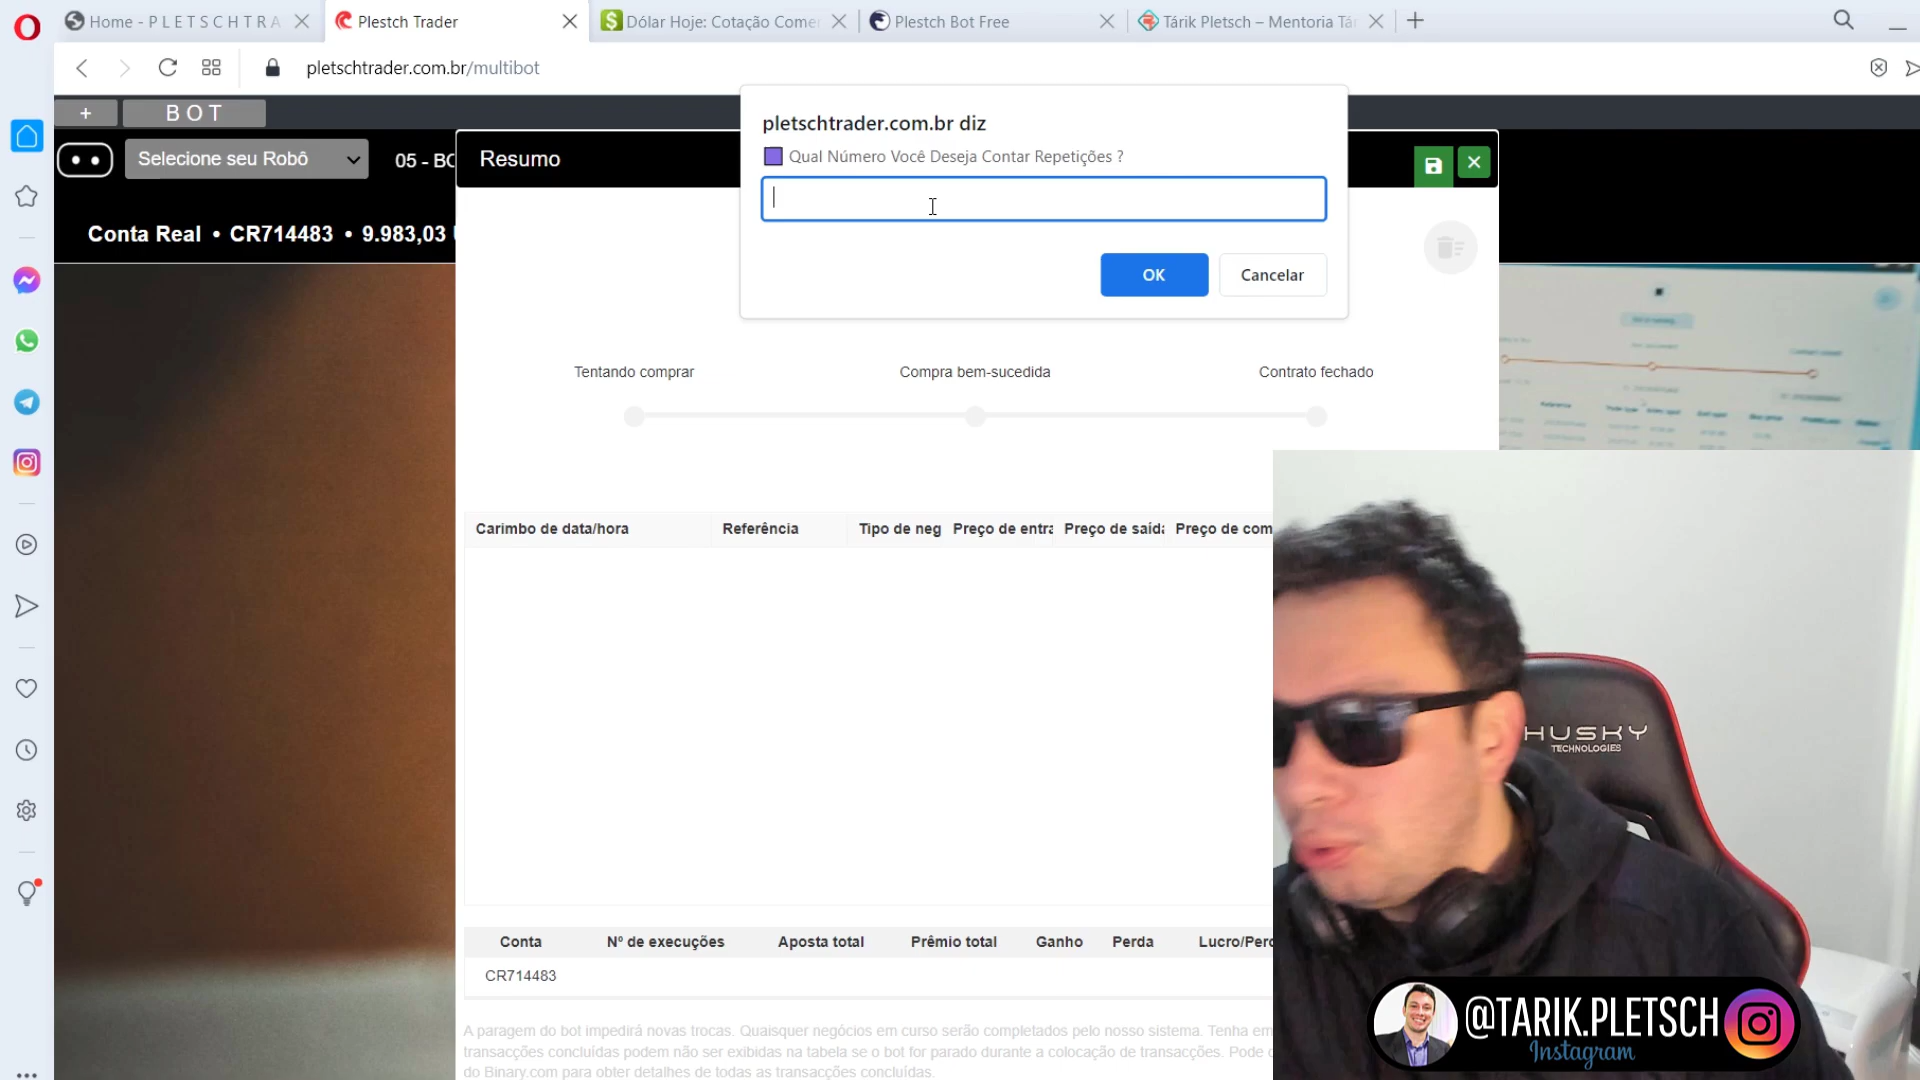 Home - P L E T S C H T R A
Plestch Trader
Dólar Hoje: Cotação Comer
Plestch Bot Free
Tárik Pletsch – Mentoria Tár
pletschtrader.com.br/multibot
+
B O T
Selecione seu Robô
05 - BO
Resumo
Conta Real • CR714483 • 9.983,03
pletschtrader.com.br diz
Qual Número Você Deseja Contar Repetições ?
OK
Cancelar
Tentando comprar
Compra bem-sucedida
Contrato fechado
Carimbo de data/hora
Referência
Tipo de neg
Preço de entra
Preço de saída
Preço de com
HUSKY
TECHNOLOGIES
Conta
Nº de execuções
Aposta total
Prêmio total
Ganho
Perda
Lucro/Perd
CR714483
A paragem do bot impedirá novas trocas. Quaisquer negócios em curso serão completados pelo nosso sistema. Tenha em
transacções concluídas podem não ser exibidas na tabela se o bot for parado durante a colocação de transacções. Pode c
do Binary.com para obter detalhes de todas as transacções concluídas.
@TARIK.PLETSCH
Instagram